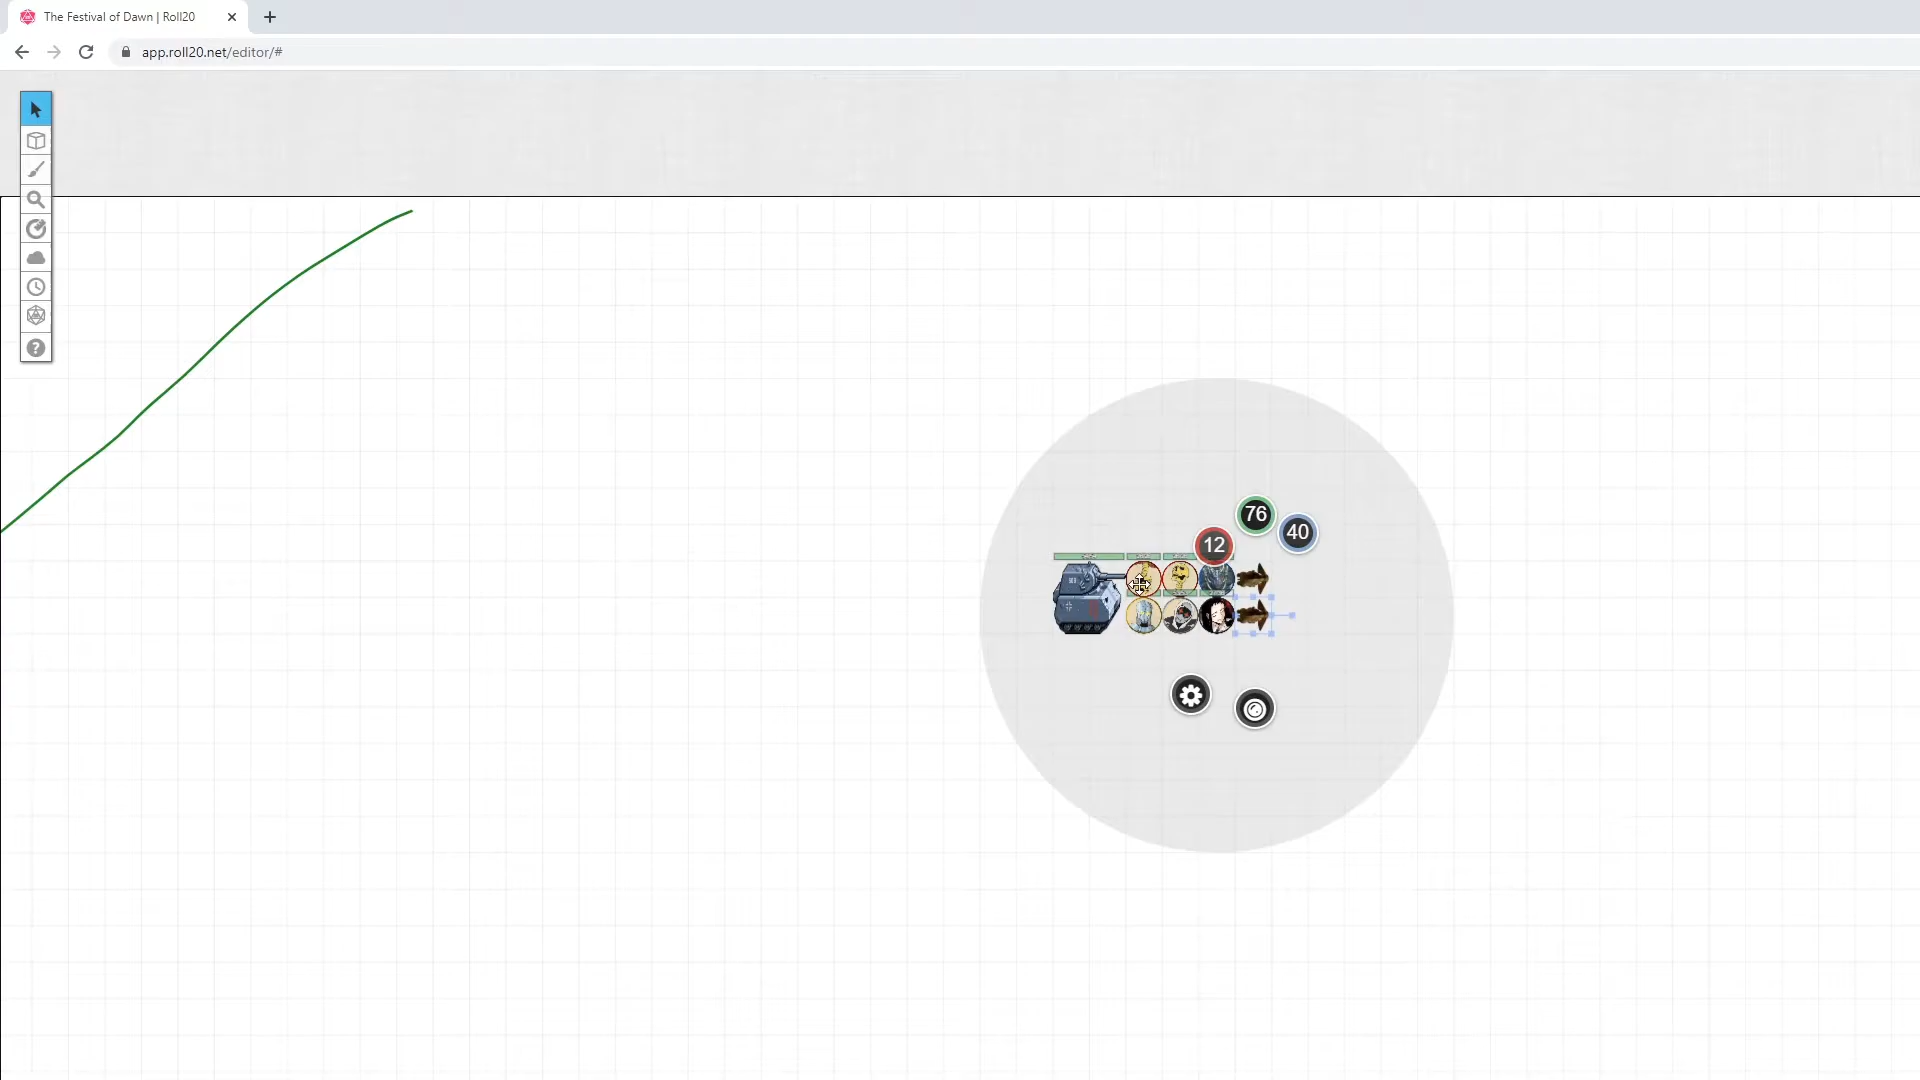 The Festival of Dawn | Roll20
app.roll20.net/editor/#
76
40
12
?